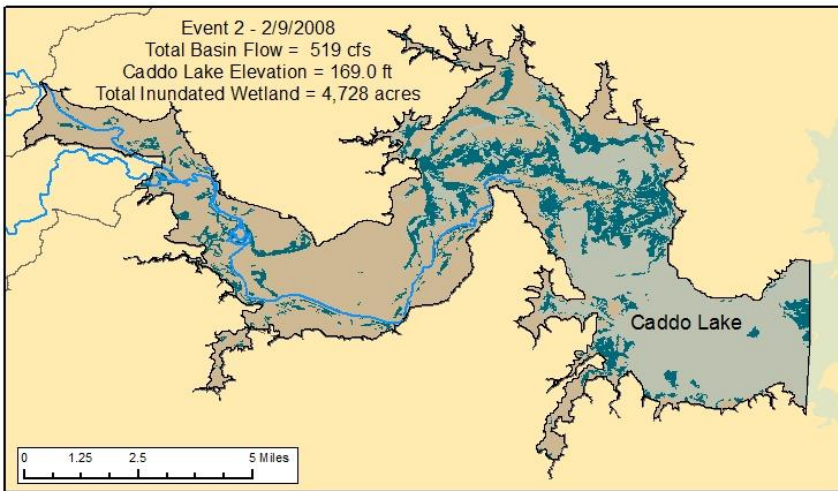 Event 2 - 2/9/2008
Total Basin Flow = 519 cfs
Caddo Lake Elevation = 169.0 ft
Total Inundated Wetland = 4,728 acres
Caddo Lake
0 1.25 2.5 5 Miles